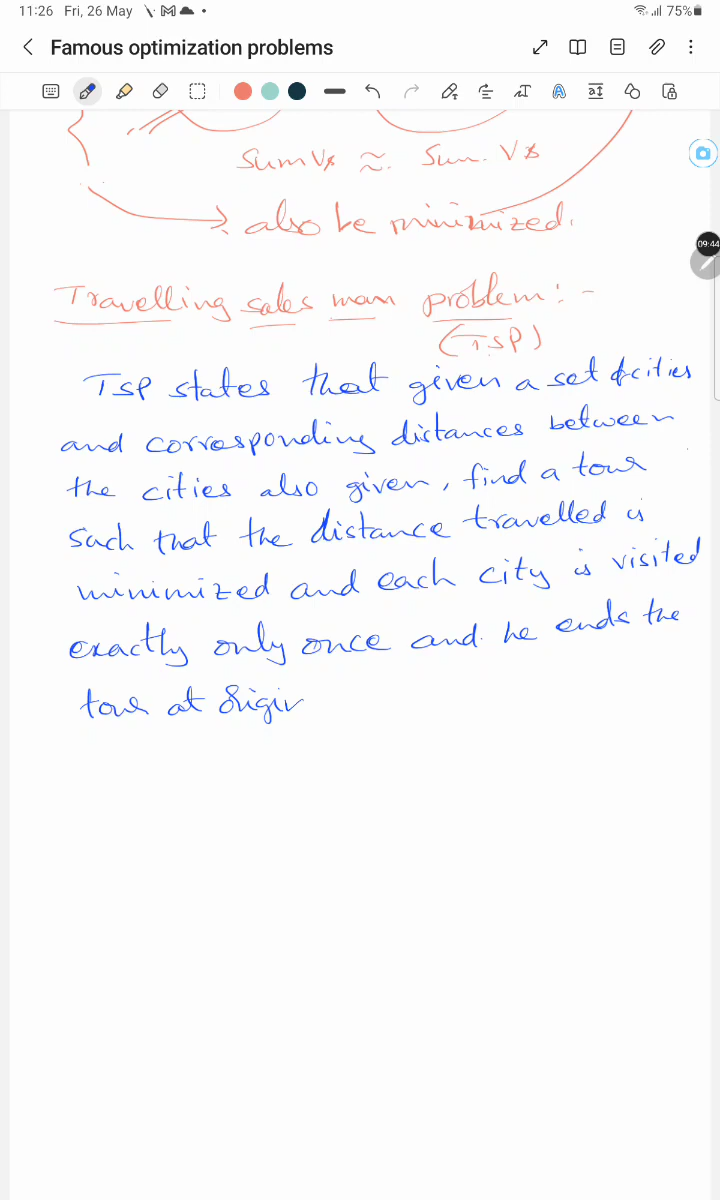 11:26 Fri, 26 May 75%
Famous optimization problems
Sum Vs ≈ Sum. Vs
also be minimized.
09:44
Travelling sales man problem:-
(TSP)
TSP states that given a set of cities
and corresponding distances between
the cities also given, find a tour
such that the distance travelled is
minimized and each city is visited
exactly only once and he ends the
tour at origin